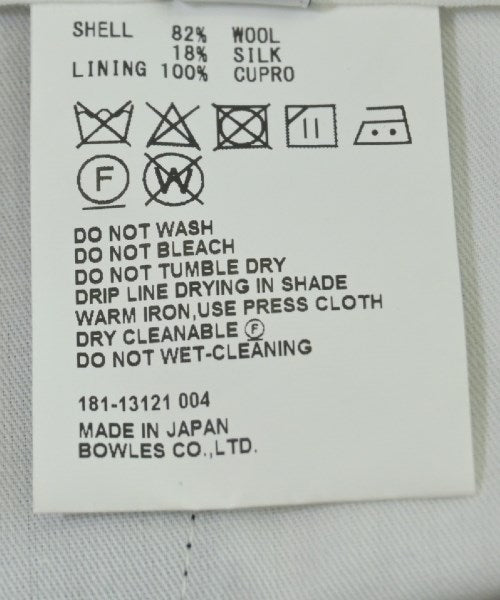 SHELL 82% WOOL
18% SILK
LINING 100% CUPRO
F W
DO NOT WASH
DO NOT BLEACH
DO NOT TUMBLE DRY
DRIP LINE DRYING IN SHADE
WARM IRON,USE PRESS CLOTH
DRY CLEANABLE Ⓕ
DO NOT WET-CLEANING
181-13121 004
MADE IN JAPAN
BOWLES CO.,LTD.